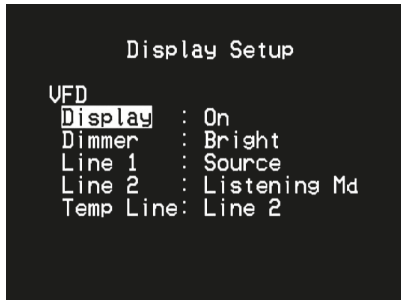 Display Setup
VFD
Display : On
Dimmer : Bright
Line 1 : Source
Line 2 : Listening Md
Temp Line: Line 2